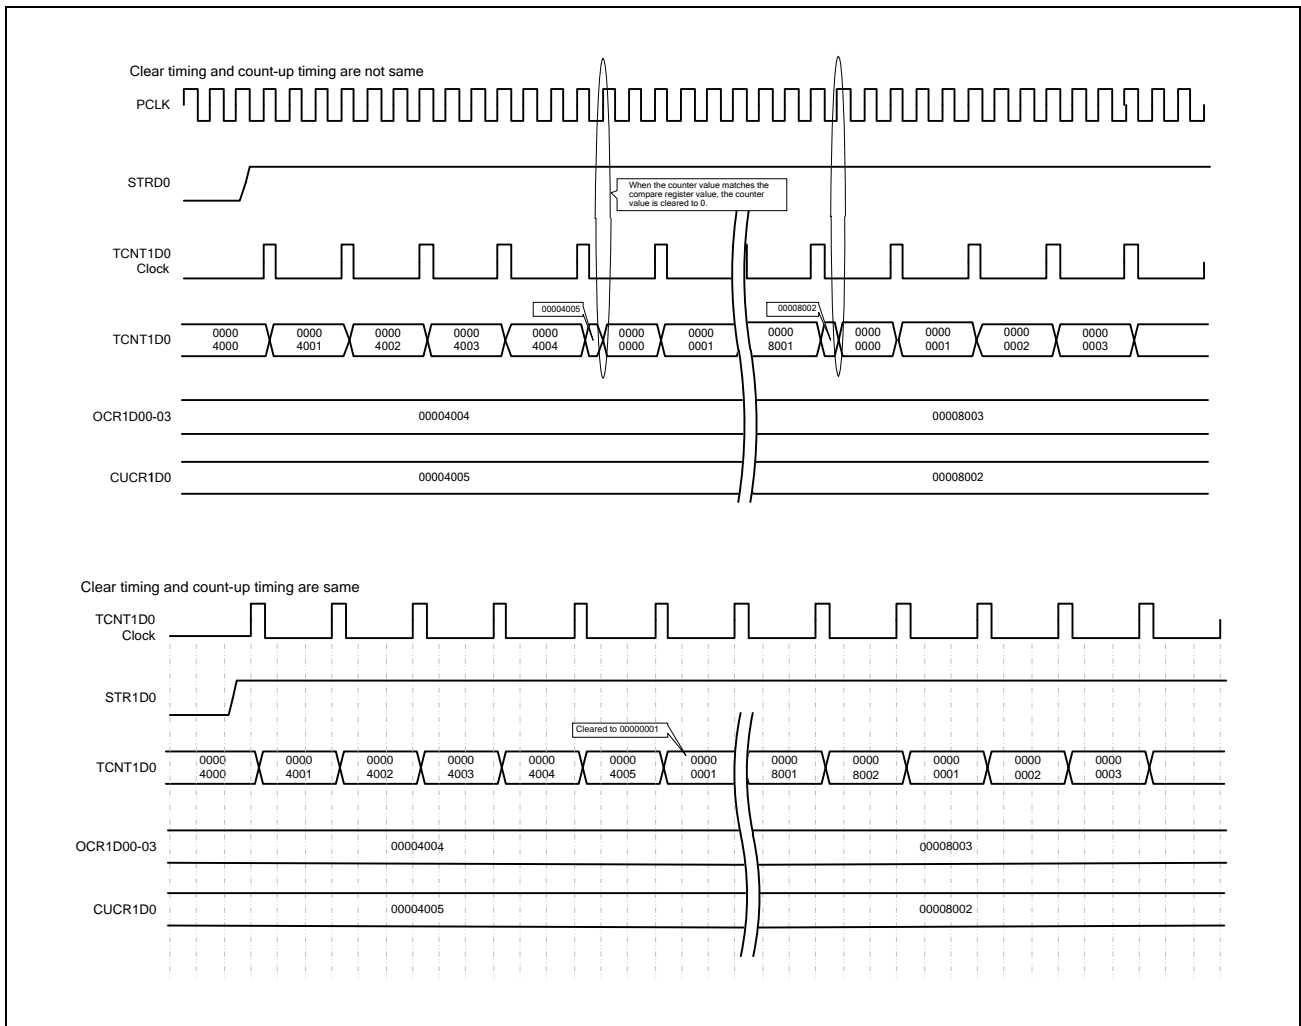 Clear timing and count-up timing are not same
PCLK
STRD0
When the counter value matches the
compare register value, the counter
value is cleared to 0.
TCNT1D0
Clock
00004005
00008002
TCNT1D0
0000 0000 0000 0000 0000 0000 0000 0000 0000 0000 0000 0000
4000 4001 4002 4003 4004 0000 0001 8001 0000 0001 0002 0003
OCR1D00-03
00004004
00008003
CUCR1D0
00004005
00008002
Clear timing and count-up timing are same
TCNT1D0
Clock
STR1D0
Cleared to 00000001
TCNT1D0
0000 0000 0000 0000 0000 0000 0000 0000 0000 0000 0000 0000
4000 4001 4002 4003 4004 4005 0001 8001 8002 0001 0002 0003
OCR1D00-03
00004004
00008003
CUCR1D0
00004005
00008002